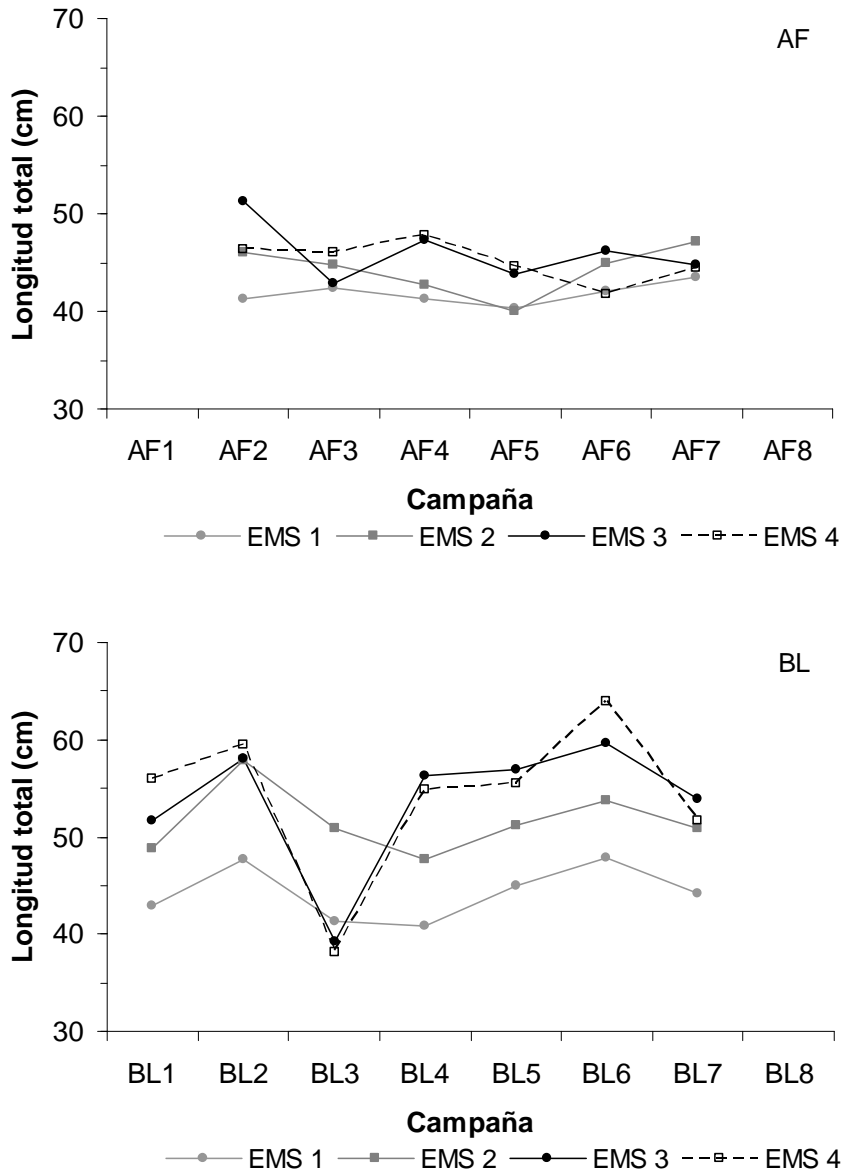 AF
Longitud total (cm)
70
60
50
40
30
AF1 AF2 AF3 AF4 AF5 AF6 AF7 AF8
Campaña
EMS 1 EMS 2 EMS 3 EMS 4
BL
Longitud total (cm)
70
60
50
40
30
BL1 BL2 BL3 BL4 BL5 BL6 BL7 BL8
Campaña
EMS 1 EMS 2 EMS 3 EMS 4